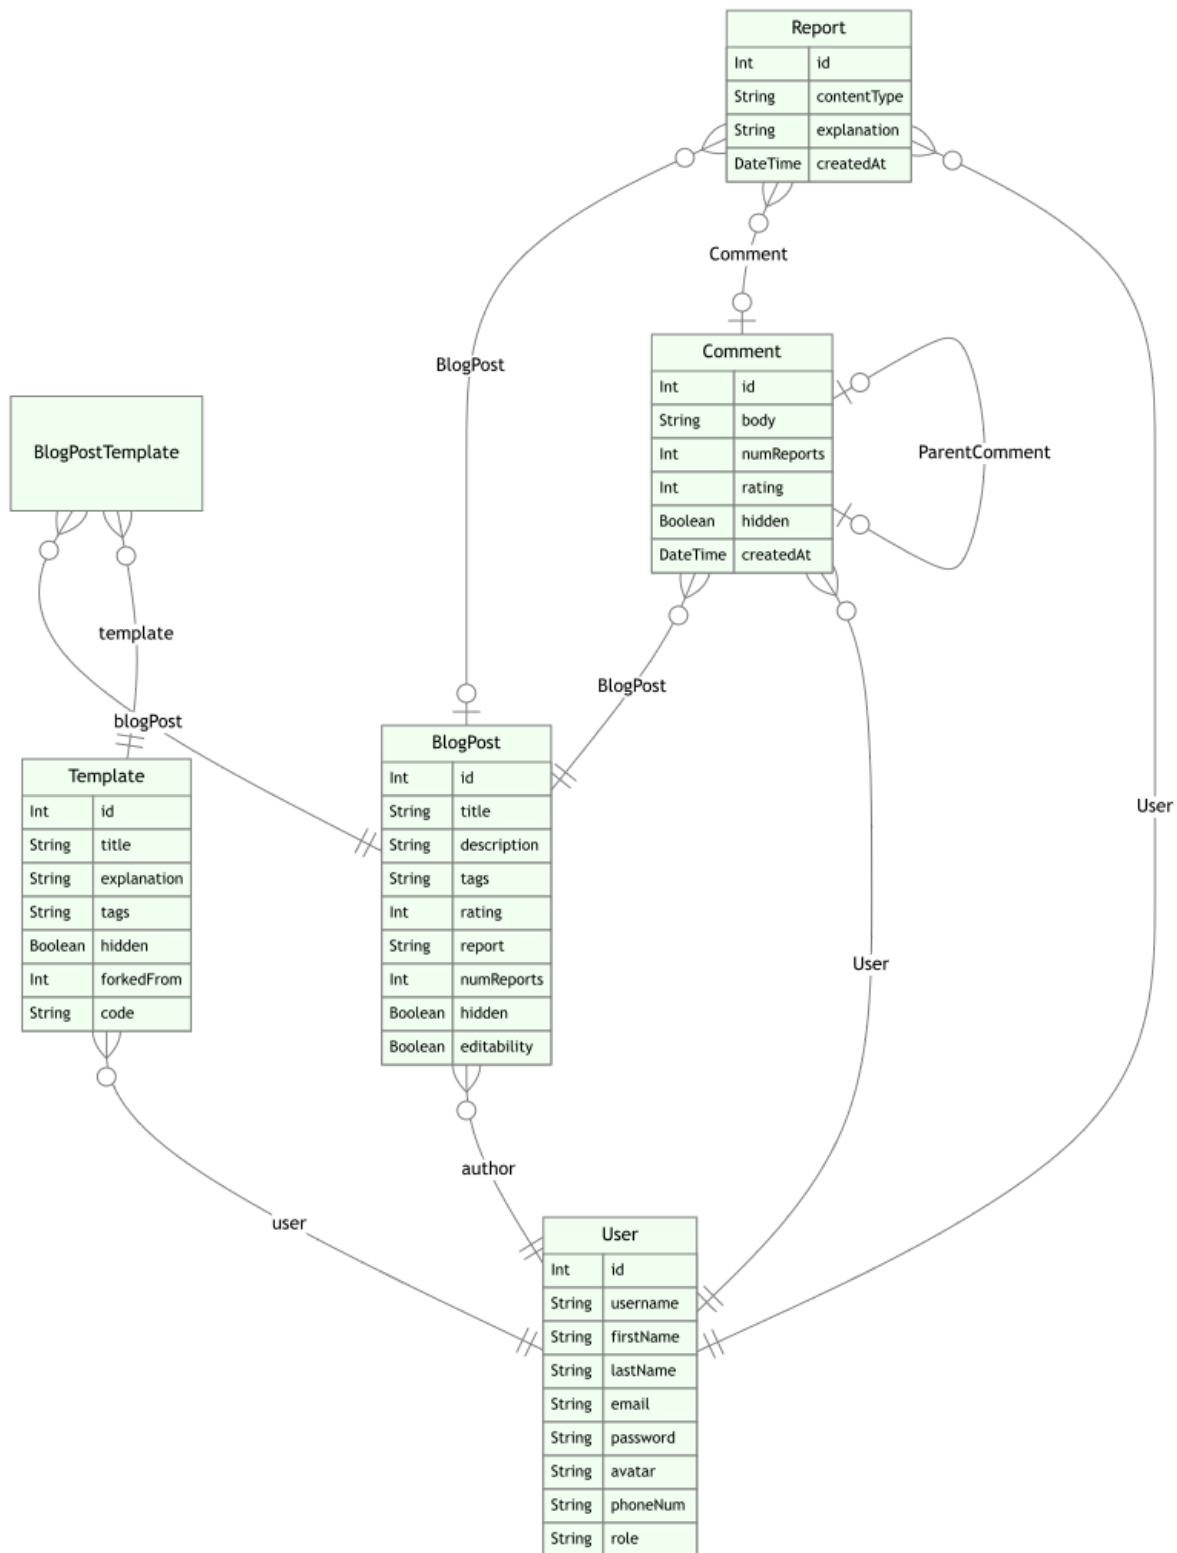 Report
Int id
String contentType
String explanation
DateTime createdAt
Comment
BlogPost
Comment
Int id
String body
Int numReports
Int rating
Boolean hidden
DateTime createdAt
ParentComment
BlogPostTemplate
template
blogPost
BlogPost
User
User
Template
Int id
String title
String explanation
String tags
Boolean hidden
Int forkedFrom
String code
BlogPost
Int id
String title
String description
String tags
Int rating
String report
Int numReports
Boolean hidden
Boolean editability
author
user
User
Int id
String username
String firstName
String lastName
String email
String password
String avatar
String phoneNum
String role